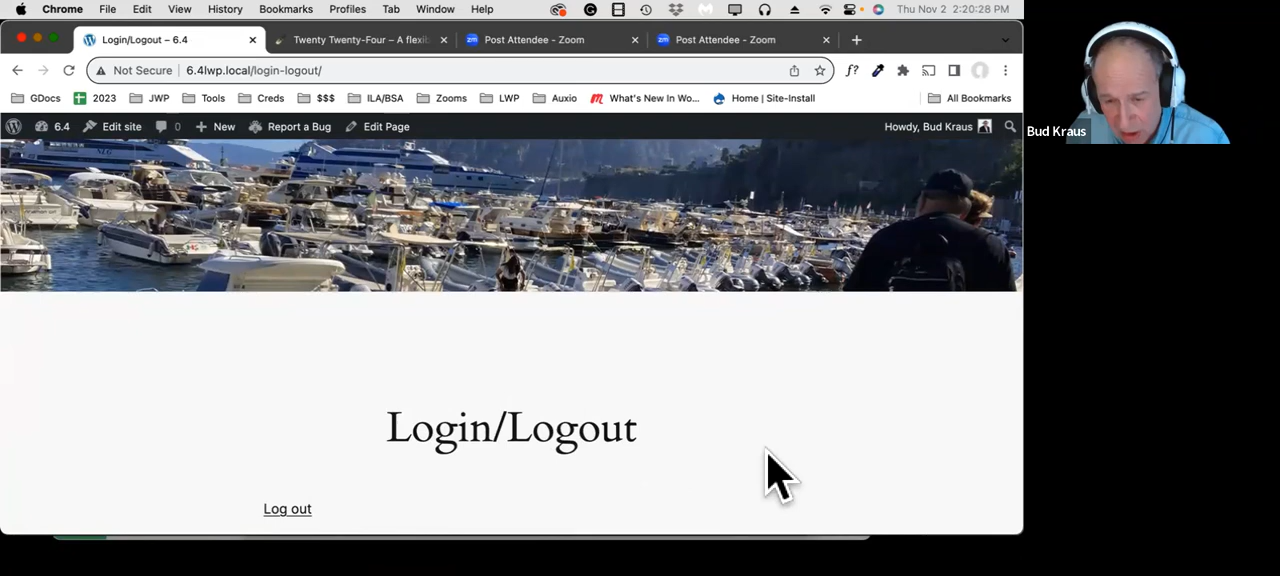 Chrome File Edit View History Bookmarks Profiles Tab Window Help Thu Nov 2 2:20:28 PM
Login/Logout – 6.4 Twenty Twenty-Four – A flexi Post Attendee - Zoom Post Attendee - Zoom
Not Secure 6.4lwp.local/login-logout/ f?
GDocs 2023 JWP Tools Creds $$$ ILA/BSA Zooms LWP Auxio What's New In Wo... Home | Site-Install All Bookmarks
6.4 Edit site 0 New Report a Bug Edit Page Howdy, Bud Kraus
Bud Kraus
Login/Logout
Log out